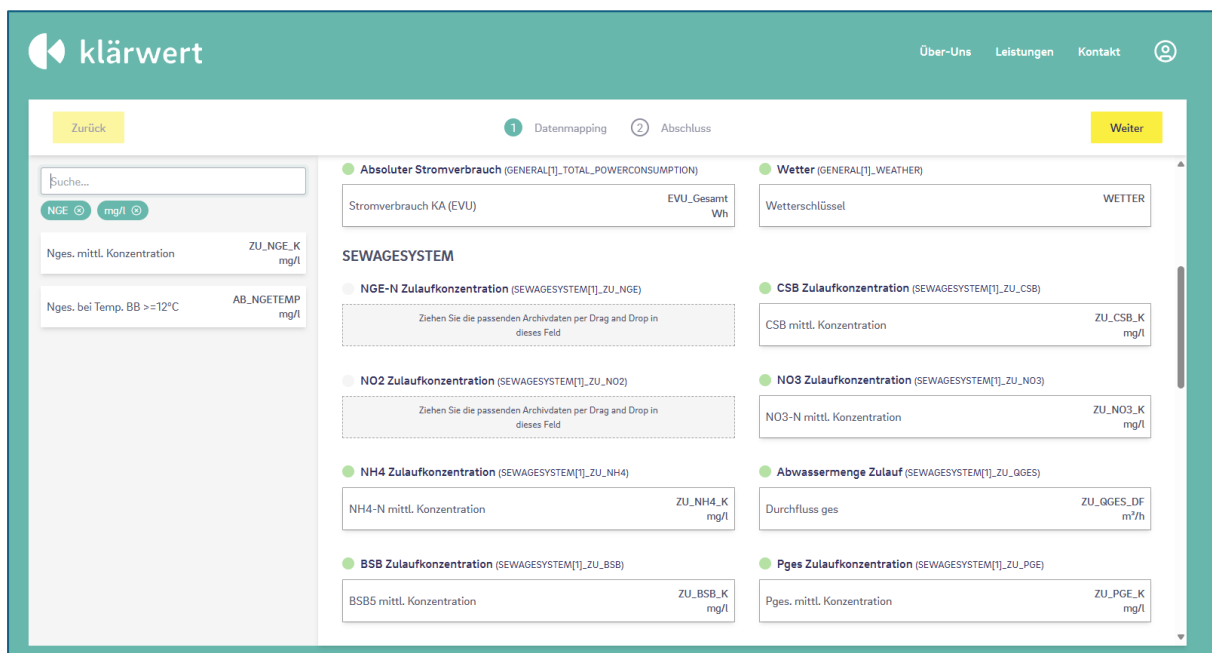 klärwert
Über-Uns Leistungen Kontakt
Zurück
1 Datenmapping 2 Abschluss
Weiter
Suche...
NGE mg/l
Nges. mittl. Konzentration ZU_NGE_K
mg/l
Nges. bei Temp. BB >=12°C AB_NGETEMP
mg/l
Absoluter Stromverbrauch (GENERAL[1]_TOTAL_POWERCONSUMPTION)
Stromverbrauch KA (EVU) EVU_Gesamt
Wh
Wetter (GENERAL[1]_WEATHER)
Wetterschlüssel WETTER
SEWAGESYSTEM
NGE-N Zulaufkonzentration (SEWAGESYSTEM[1]_ZU_NGE)
Ziehen Sie die passenden Archivdaten per Drag and Drop in
dieses Feld
CSB Zulaufkonzentration (SEWAGESYSTEM[1]_ZU_CSB)
CSB mittl. Konzentration ZU_CSB_K
mg/l
NO2 Zulaufkonzentration (SEWAGESYSTEM[1]_ZU_NO2)
Ziehen Sie die passenden Archivdaten per Drag and Drop in
dieses Feld
NO3 Zulaufkonzentration (SEWAGESYSTEM[1]_ZU_NO3)
NO3-N mittl. Konzentration ZU_NO3_K
mg/l
NH4 Zulaufkonzentration (SEWAGESYSTEM[1]_ZU_NH4)
NH4-N mittl. Konzentration ZU_NH4_K
mg/l
Abwassermenge Zulauf (SEWAGESYSTEM[1]_ZU_QGES)
Durchfluss ges ZU_QGES_DF
m³/h
BSB Zulaufkonzentration (SEWAGESYSTEM[1]_ZU_BSB)
BSB5 mittl. Konzentration ZU_BSB_K
mg/l
Pges Zulaufkonzentration (SEWAGESYSTEM[1]_ZU_PGE)
Pges. mittl. Konzentration ZU_PGE_K
mg/l